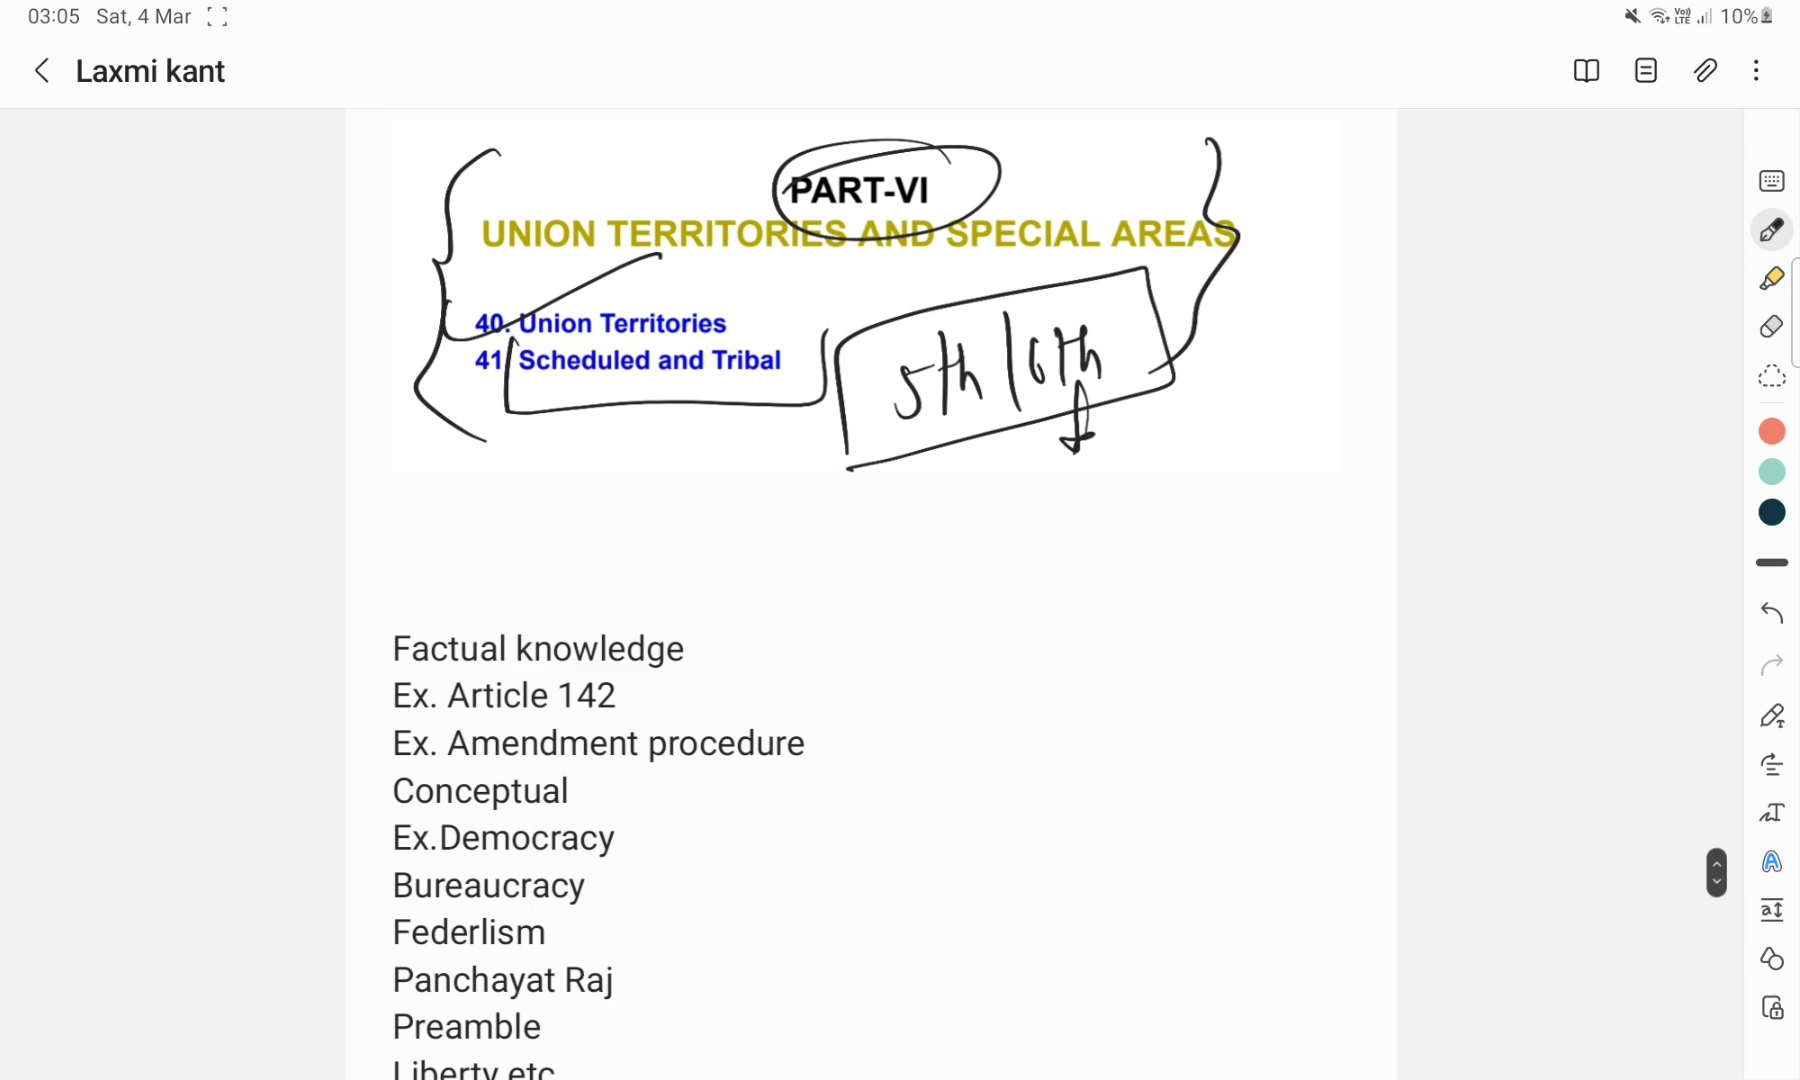 03:05 Sat, 4 Mar
Vo)) LTE 10%
Laxmi kant
PART-VI
UNION TERRITORIES AND SPECIAL AREAS
40. Union Territories
41. Scheduled and Tribal
5th | 6th
Factual knowledge
Ex. Article 142
Ex. Amendment procedure
Conceptual
Ex.Democracy
Bureaucracy
Federlism
Panchayat Raj
Preamble
Liberty etc